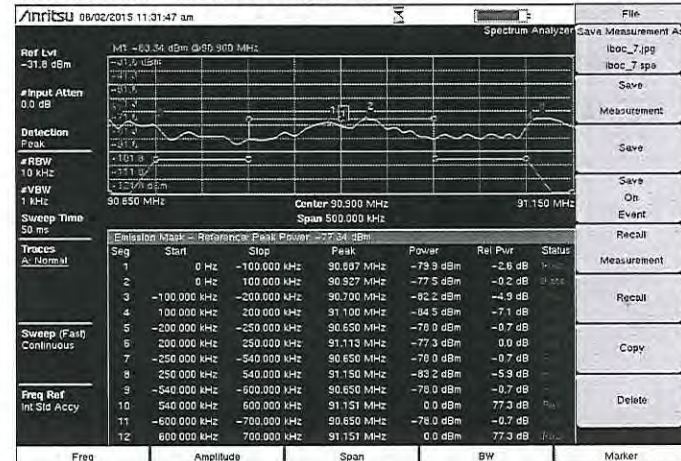 Anritsu 08/02/2015 11:31:47 am
Spectrum Analyzer
Ref Lvl
-31.8 dBm
M1 -83.34 dBm @90.900 MHz
#Input Atten
0.0 dB
Detection
Peak
#RBW
10 kHz
#VBW
1 kHz
Sweep Time
50 ms
Traces
A: Normal
Sweep (Fast)
Continuous
Freq Ref
Int Std Accy
90.650 MHz
Center 90.900 MHz
91.150 MHz
Span 500.000 kHz
Emission Mask - Reference: Peak Power -77.34 dBm
Seg Start Stop Peak Power Rel Pwr Status
1 0 Hz -100.000 kHz 90.887 MHz -79.9 dBm -2.6 dB
2 0 Hz 100.000 kHz 90.927 MHz -77.5 dBm -0.2 dB
3 -100.000 kHz -200.000 kHz 90.700 MHz -82.2 dBm -4.9 dB
4 100.000 kHz 200.000 kHz 91.100 MHz -84.5 dBm -7.1 dB
5 -200.000 kHz -250.000 kHz 90.650 MHz -78.0 dBm -0.7 dB
6 200.000 kHz 250.000 kHz 91.113 MHz -77.3 dBm 0.0 dB
7 -250.000 kHz -540.000 kHz 90.650 MHz -78.0 dBm -0.7 dB
8 250.000 kHz 540.000 kHz 91.150 MHz -83.2 dBm -5.9 dB
9 -540.000 kHz -600.000 kHz 90.650 MHz -78.0 dBm -0.7 dB
10 540.000 kHz 600.000 kHz 91.151 MHz 0.0 dBm 77.3 dB
11 -600.000 kHz -700.000 kHz 90.650 MHz -78.0 dBm -0.7 dB
12 600.000 kHz 700.000 kHz 91.151 MHz 0.0 dBm 77.3 dB
File
Save Measurement As
iboc_7.jpg
iboc_7.spa
Save
Measurement
Save
Save
On
Event
Recall
Measurement
Recall
Copy
Delete
Freq
Amplitude
Span
BW
Marker